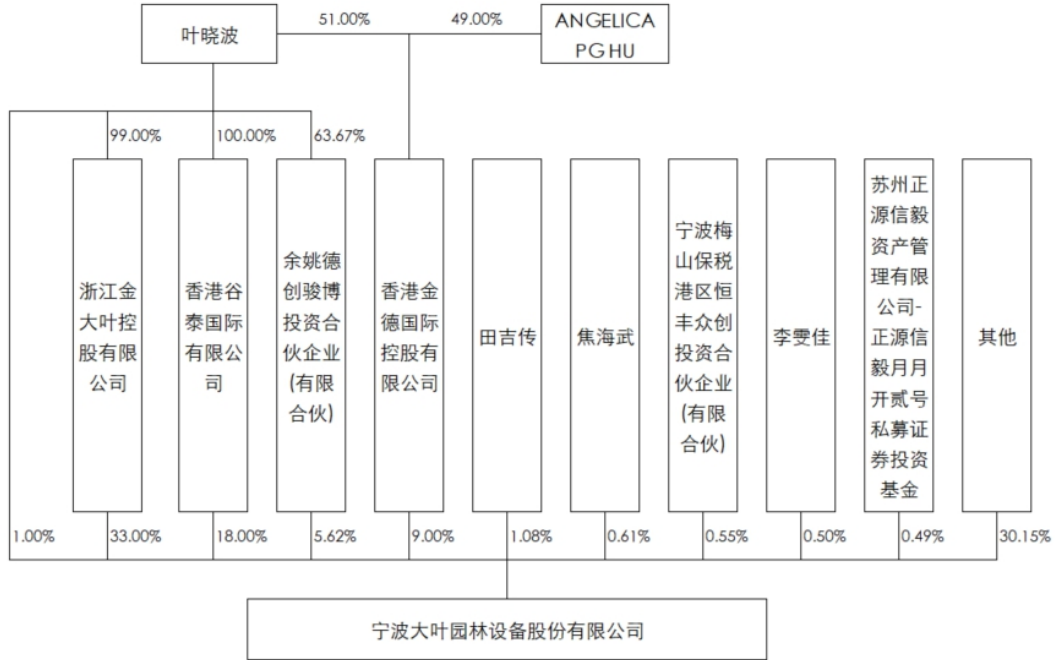 51.00%
49.00%
叶晓波
ANGELICA
PG HU
99.00%
100.00%
63.67%
浙江金
大叶控
股有限
公司
香港谷
泰国际
有限公
司
余姚德
创骏博
投资合
伙企业
(有限
合伙)
香港金
德国际
控股有
限公司
田吉传
焦海武
宁波梅
山保税
港区恒
丰众创
投资合
伙企业
(有限
合伙)
李雯佳
苏州正
源信毅
资产管
理有限
公司-
正源信
毅月月
开贰号
私募证
券投资
基金
其他
1.00%
33.00%
18.00%
5.62%
9.00%
1.08%
0.61%
0.55%
0.50%
0.49%
30.15%
宁波大叶园林设备股份有限公司